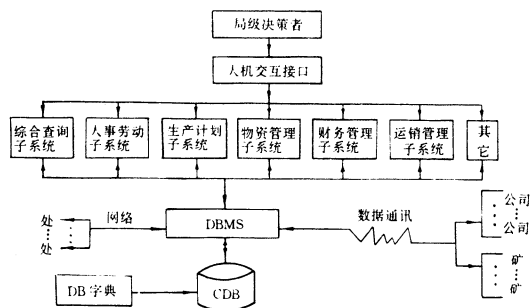 局级决策者
人机交互接口
综合查询
子系统
人事劳动
子系统
生产计划
子系统
物资管理
子系统
财务管理
子系统
运销管理
子系统
其
它
处
⋮
处
网络
DBMS
数据通讯
公司
⋮
公司
矿
⋮
矿
DB 字典
CDB